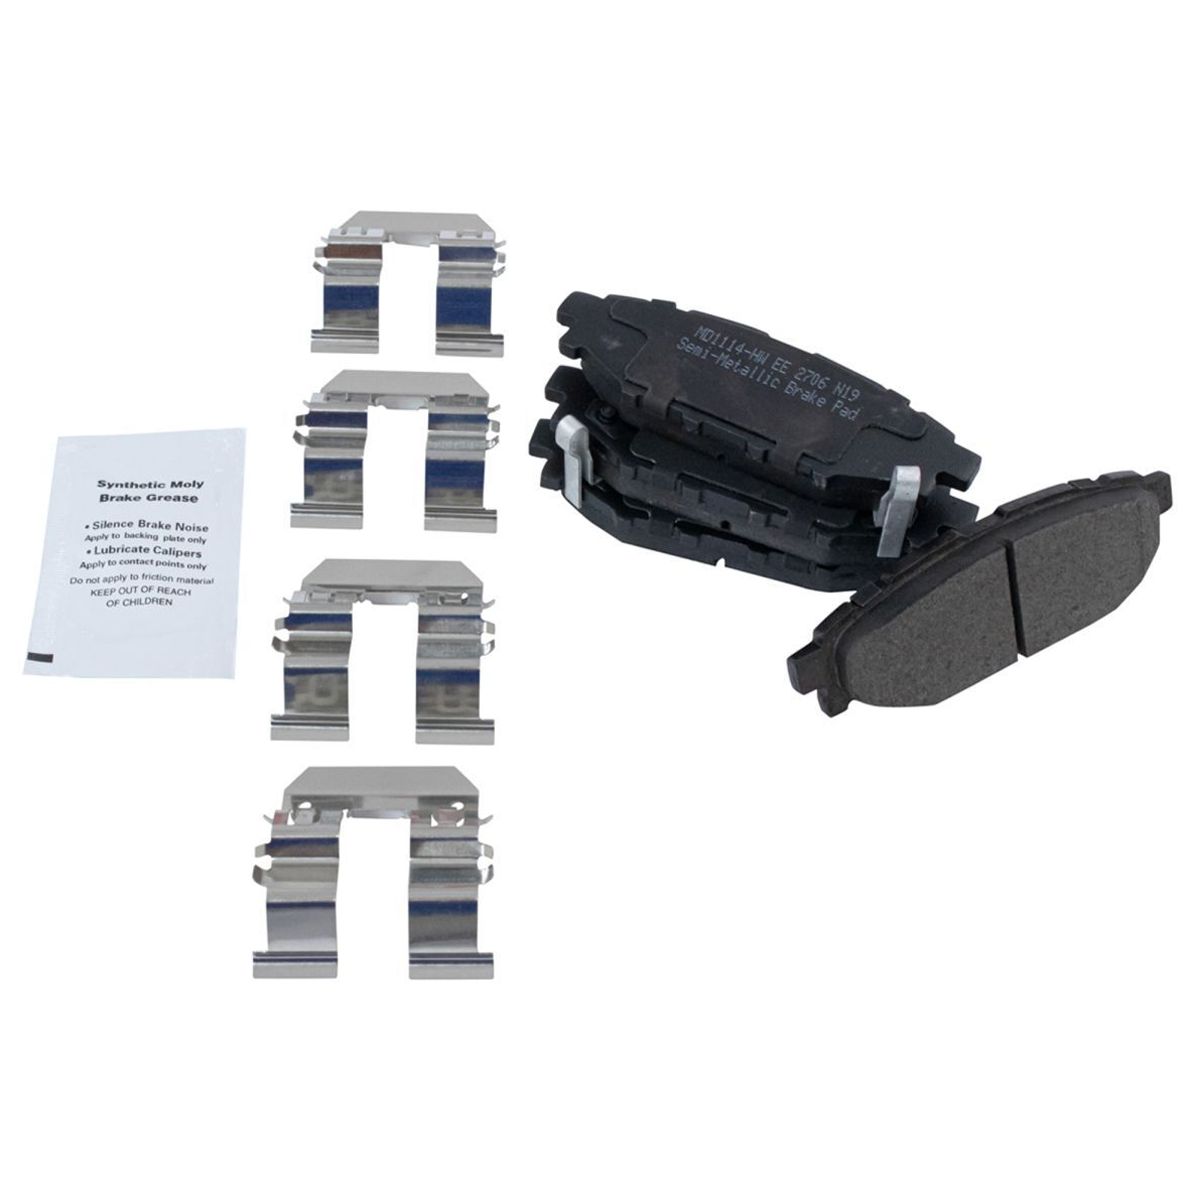 Synthetic Moly
Brake Grease
• Silence Brake Noise
Apply to backing plate only
• Lubricate Calipers
Apply to contact points only
Do not apply to friction material
KEEP OUT OF REACH
OF CHILDREN
MD1114-HW EE 2706 N19
Semi-Metallic Brake Pad